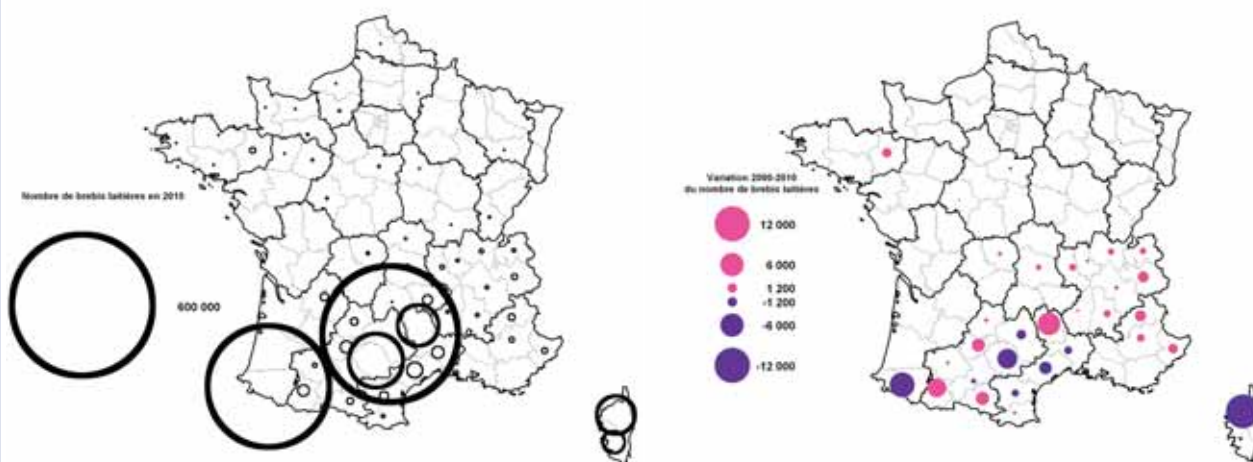 Nombre de brebis laitières en 2010
600 000
Variation 2000-2010
du nombre de brebis laitières
12 000
6 000
1 200
-1 200
-6 000
-12 000